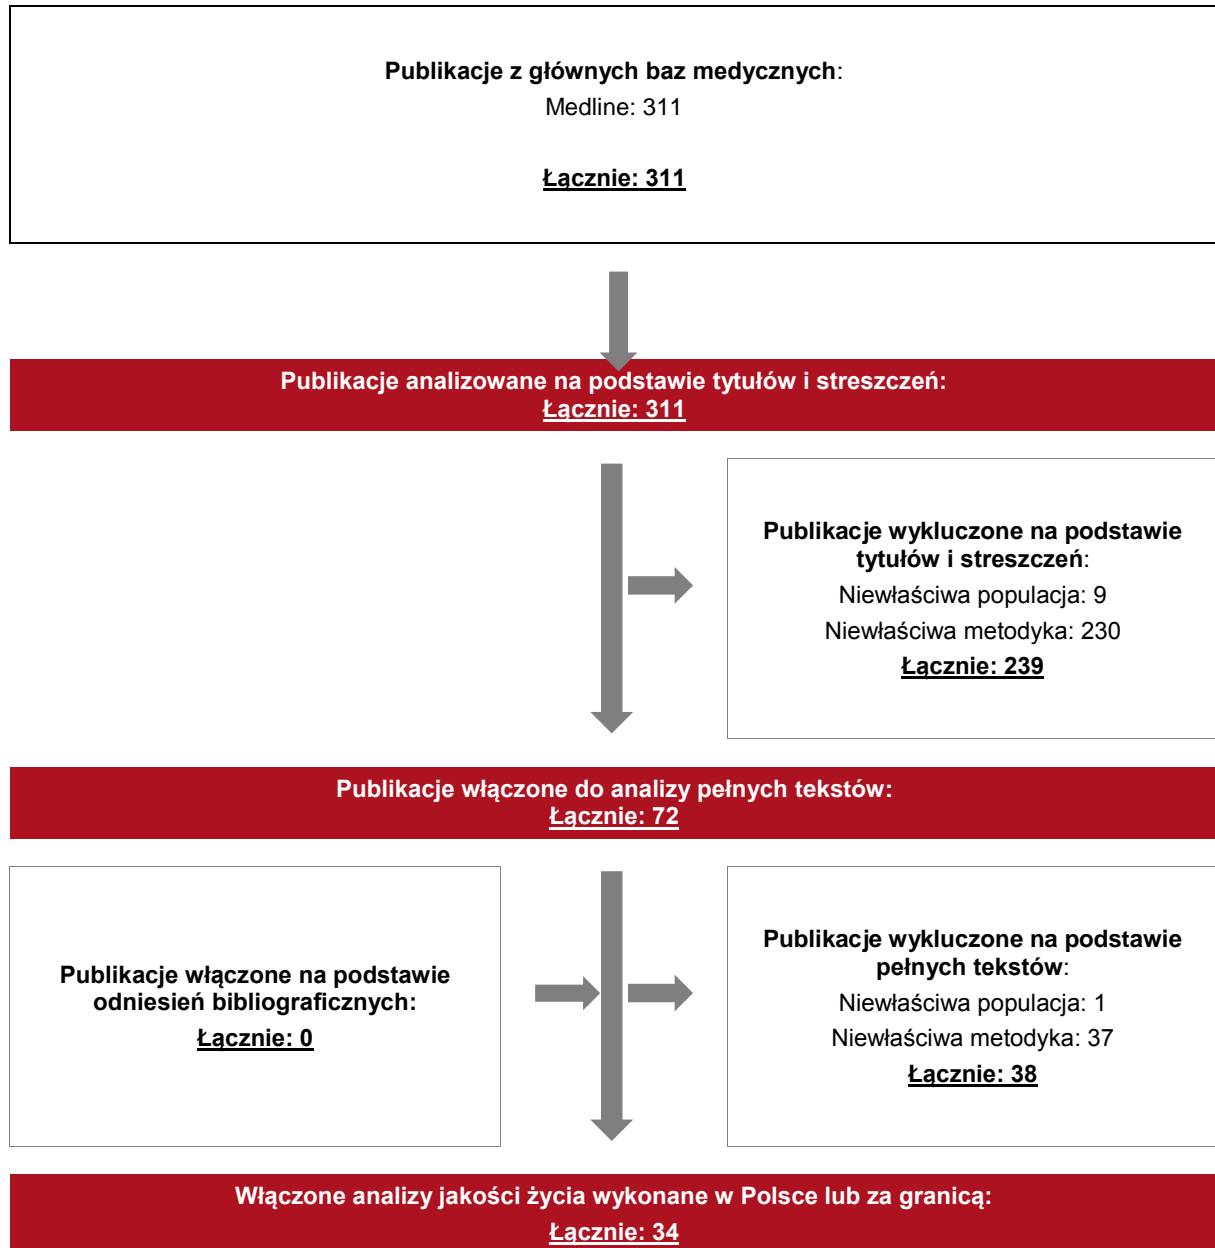 Publikacje z głównych baz medycznych:
Medline: 311
Łącznie: 311
Publikacje analizowane na podstawie tytułów i streszczeń:
Łącznie: 311
Publikacje wykluczone na podstawie
tytułów i streszczeń:
Niewłaściwa populacja: 9
Niewłaściwa metodyka: 230
Łącznie: 239
Publikacje włączone do analizy pełnych tekstów:
Łącznie: 72
Publikacje włączone na podstawie
odniesień bibliograficznych:
Łącznie: 0
Publikacje wykluczone na podstawie
pełnych tekstów:
Niewłaściwa populacja: 1
Niewłaściwa metodyka: 37
Łącznie: 38
Włączone analizy jakości życia wykonane w Polsce lub za granicą:
Łącznie: 34